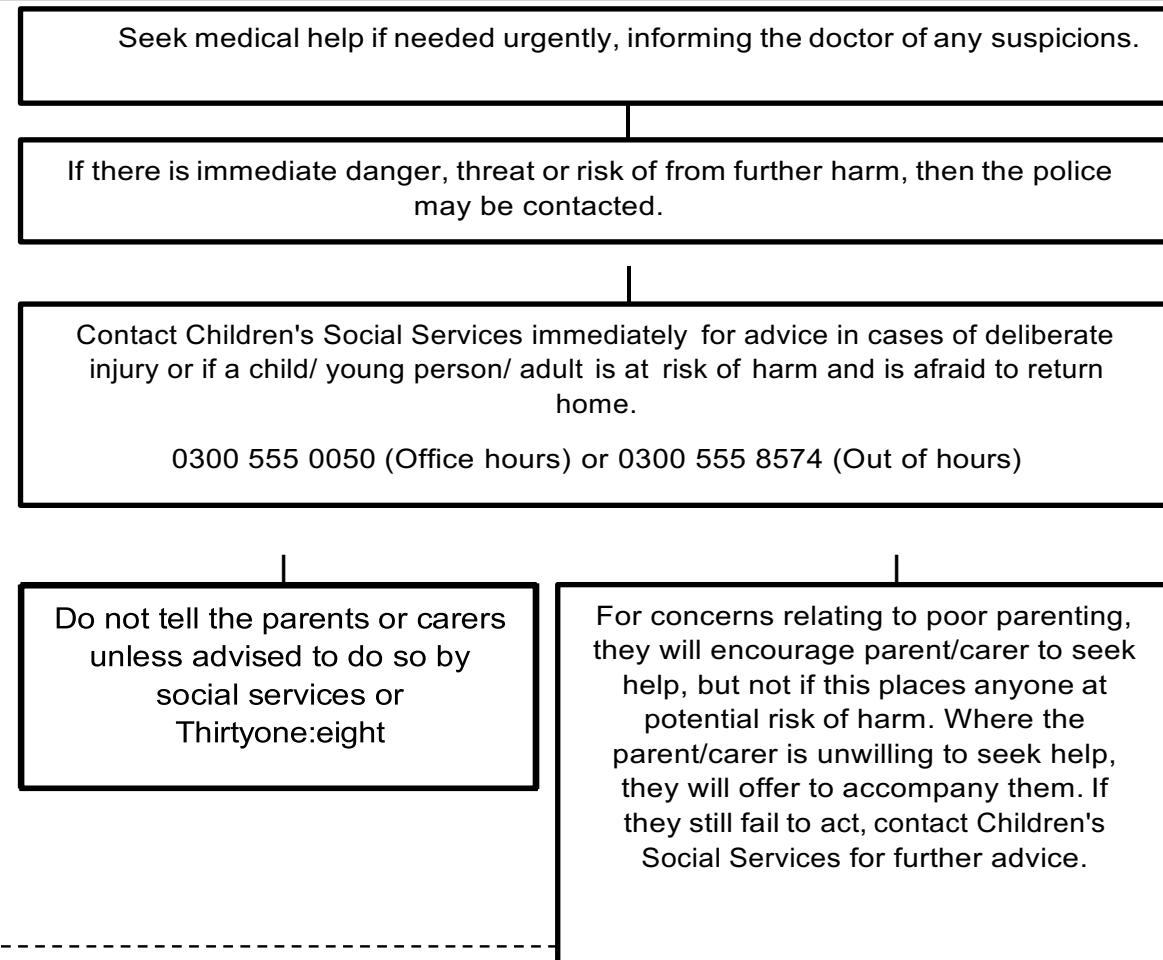 Seek medical help if needed urgently, informing the doctor of any suspicions.
If there is immediate danger, threat or risk of from further harm, then the police
may be contacted.
Contact Children's Social Services immediately for advice in cases of deliberate
injury or if a child/ young person/ adult is at risk of harm and is afraid to return
home.
0300 555 0050 (Office hours) or 0300 555 8574 (Out of hours)
Do not tell the parents or carers
unless advised to do so by
social services or
Thirtyone:eight
For concerns relating to poor parenting,
they will encourage parent/carer to seek
help, but not if this places anyone at
potential risk of harm. Where the
parent/carer is unwilling to seek help,
they will offer to accompany them. If
they still fail to act, contact Children's
Social Services for further advice.